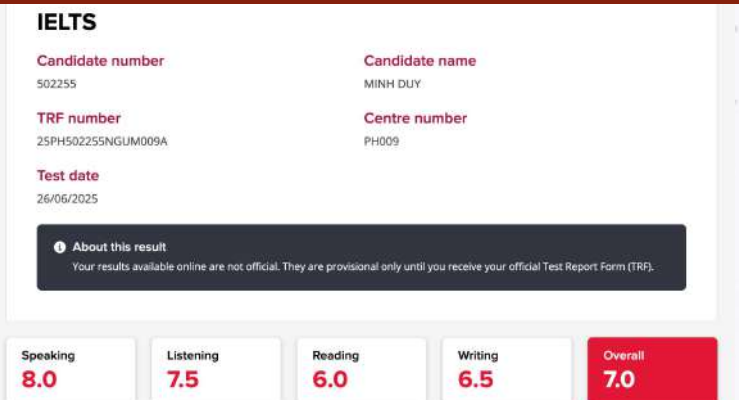 IELTS
Candidate number Candidate name
502255 MINH DUY
TRF number Centre number
25PH502255NGUM009A PH009
Test date
26/06/2025
About this result
Your results available online are not official. They are provisional only until you receive your official Test Report Form (TRF).
Speaking Listening Reading Writing Overall
8.0 7.5 6.0 6.5 7.0